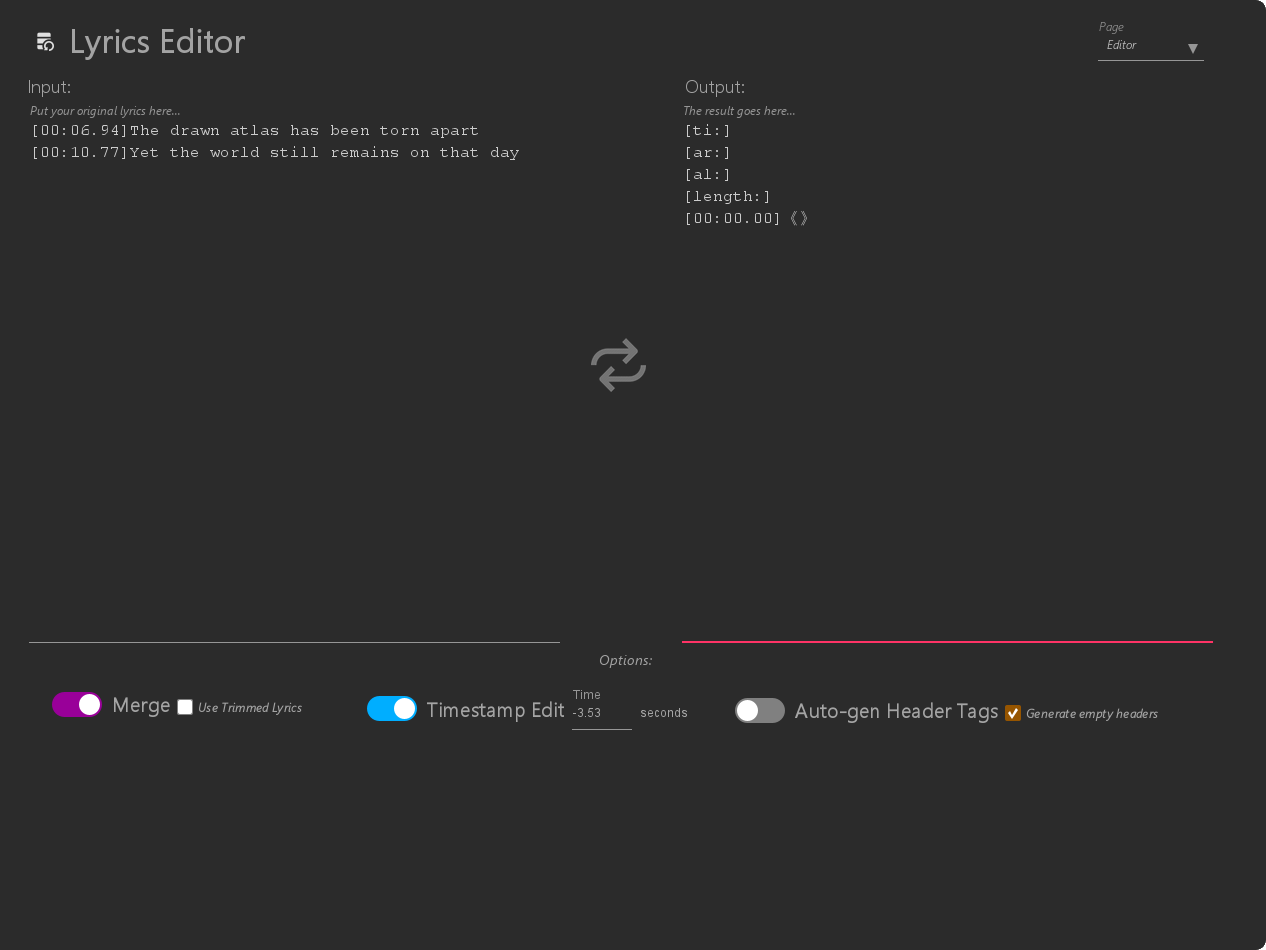 Lyrics Editor
Page
Editor
Input:
Put your original lyrics here...
[00:06.94]The drawn atlas has been torn apart
[00:10.77]Yet the world still remains on that day
Output:
The result goes here...
[ti:]
[ar:]
[al:]
[length:]
[00:00.00]《》
Options:
Merge
Use Trimmed Lyrics
Timestamp Edit
Time
-3.53
seconds
Auto-gen Header Tags
Generate empty headers